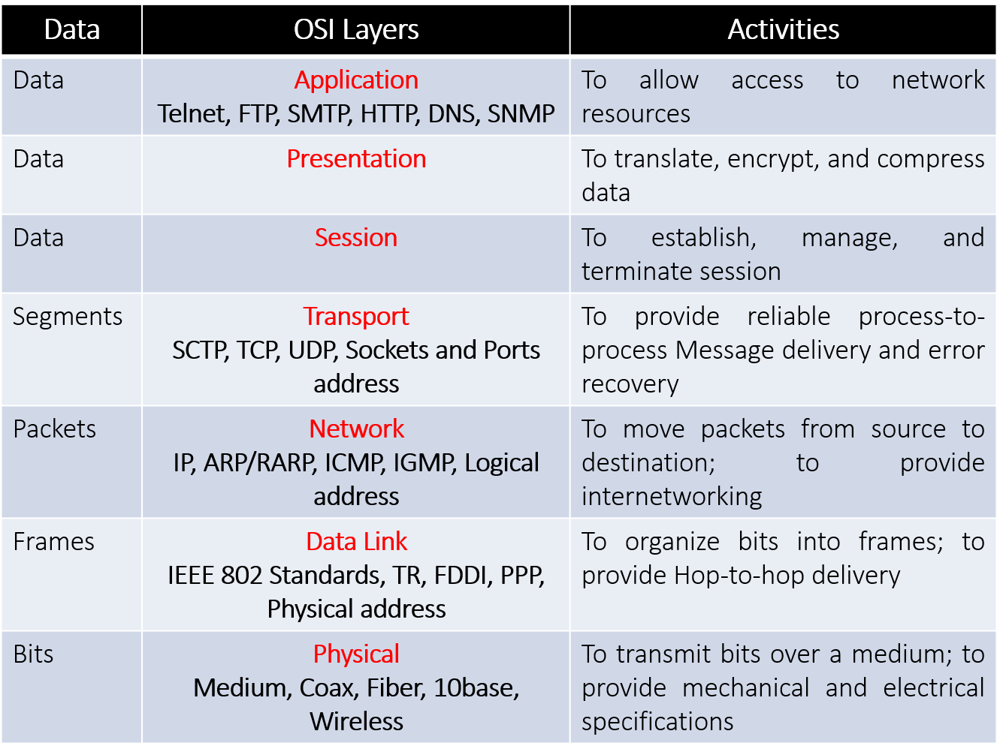 Data OSI Layers Activities
Data
Application
Telnet, FTP, SMTP, HTTP, DNS, SNMP
To allow access to network
resources
Data
Presentation
To translate, encrypt, and compress
data
Data
Session
To establish, manage, and
terminate session
Segments
Transport
SCTP, TCP, UDP, Sockets and Ports
address
To provide reliable process-to-
process Message delivery and error
recovery
Packets
Network
IP, ARP/RARP, ICMP, IGMP, Logical
address
To move packets from source to
destination; to provide
internetworking
Frames
Data Link
IEEE 802 Standards, TR, FDDI, PPP,
Physical address
To organize bits into frames; to
provide Hop-to-hop delivery
Bits
Physical
Medium, Coax, Fiber, 10base,
Wireless
To transmit bits over a medium; to
provide mechanical and electrical
specifications